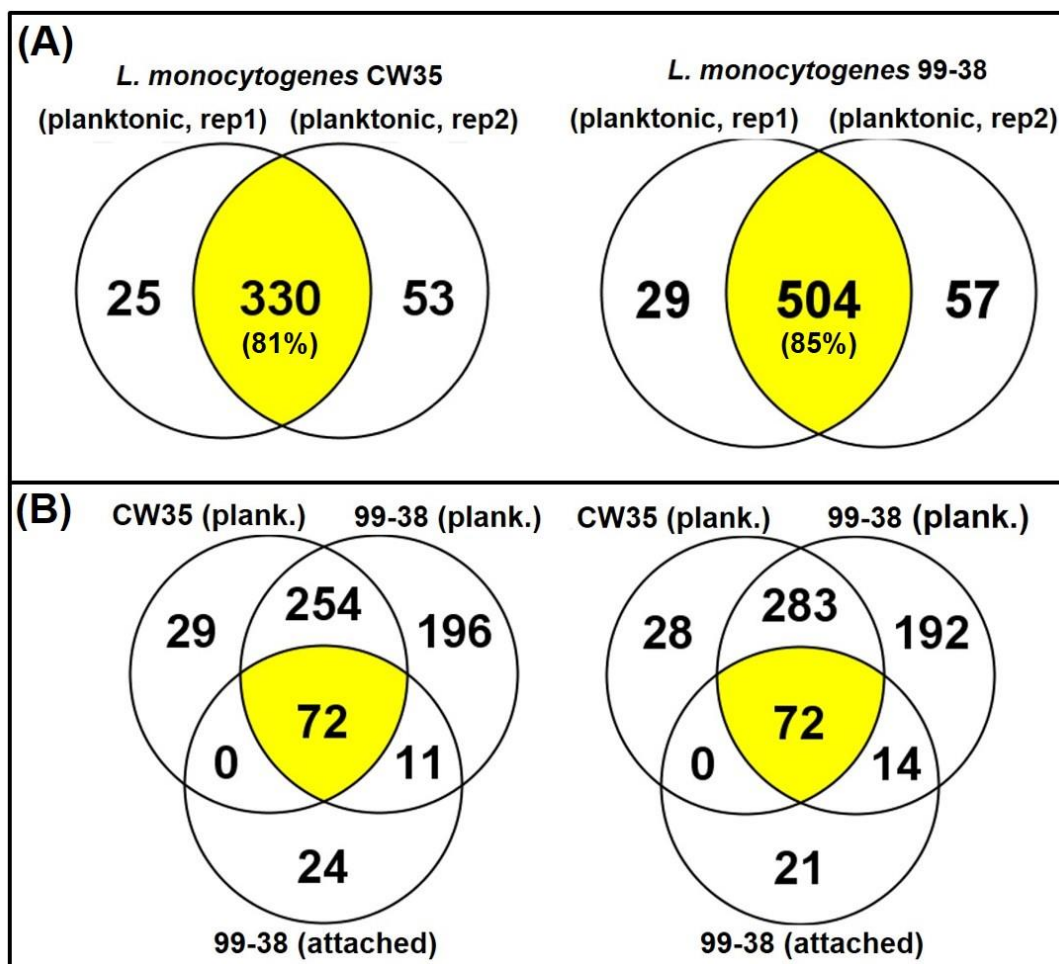 (A)
L. monocytogenes CW35
(planktonic, rep1) (planktonic, rep2)
25
330
(81%)
53
L. monocytogenes 99-38
(planktonic, rep1) (planktonic, rep2)
29
504
(85%)
57
(B)
CW35 (plank.) 99-38 (plank.)
29
254
196
72
0
11
24
99-38 (attached)
CW35 (plank.) 99-38 (plank.)
28
283
192
72
0
14
21
99-38 (attached)